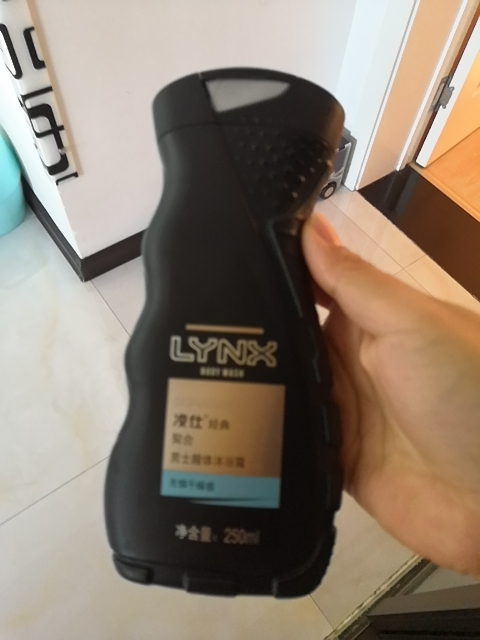 LYNX
BODY WASH
凌仕 经典
契合
男士醒体沐浴露
净含量：250ml